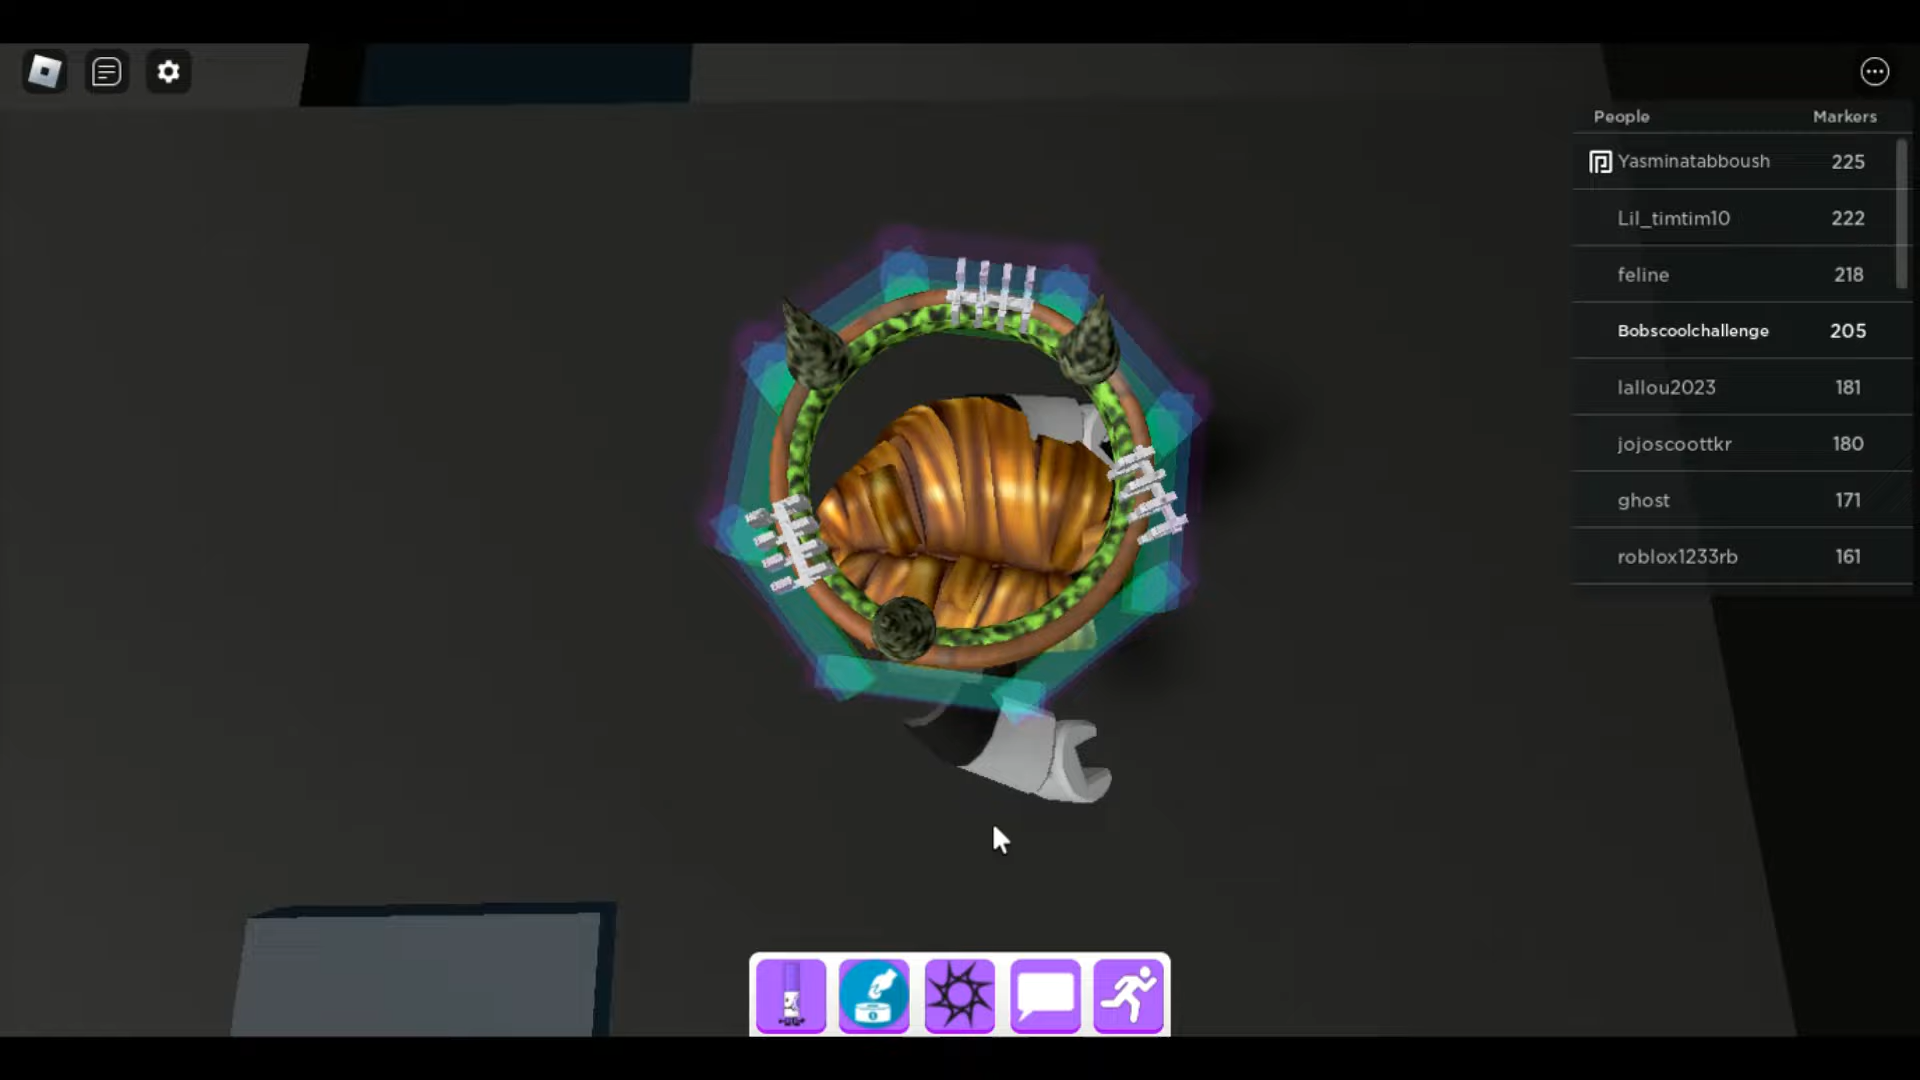 People Markers
Yasminatabboush 225
Lil_timtim10 222
feline 218
Bobscoolchallenge 205
lallou2023 181
jojoscoottkr 180
ghost 171
roblox1233rb 161